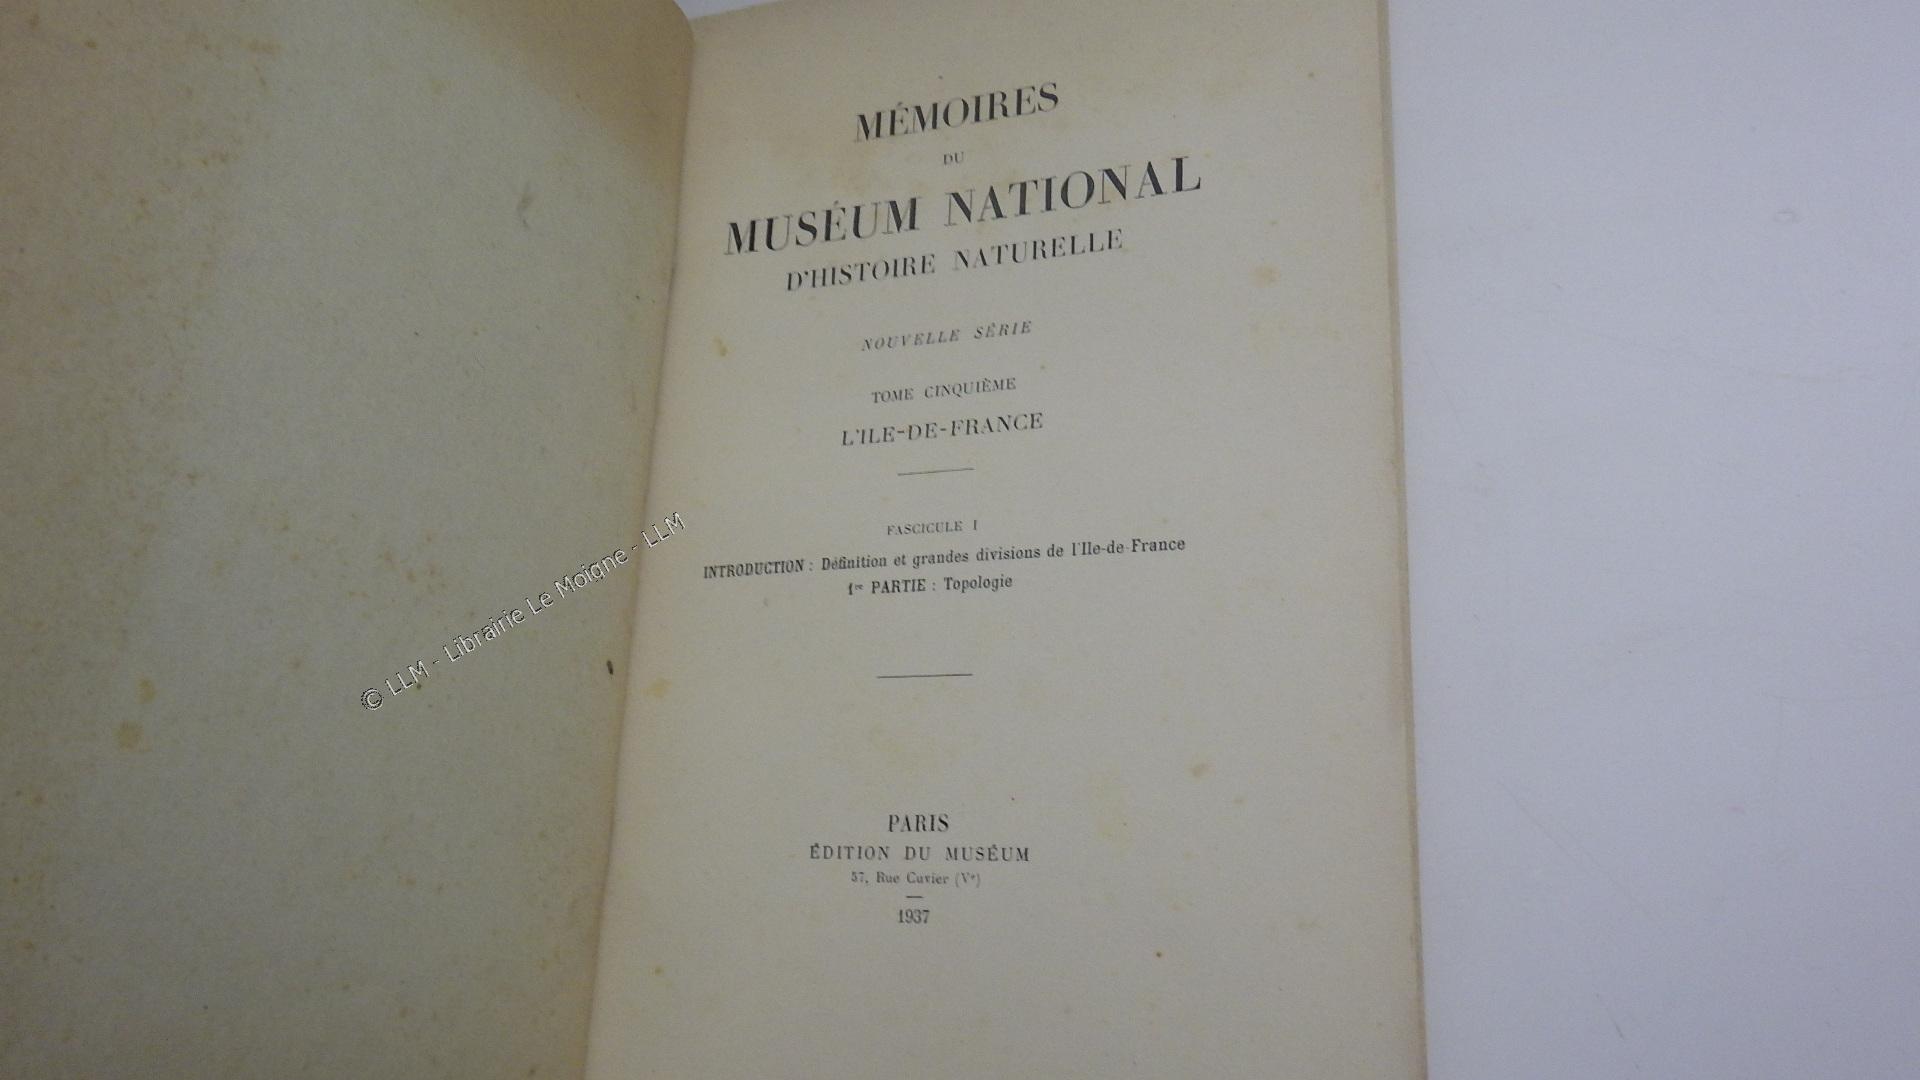 MÉMOIRES
DU
MUSÉUM NATIONAL
D'HISTOIRE NATURELLE
NOUVELLE SÉRIE
TOME CINQUIÈME
L'ILE-DE-FRANCE
FASCICULE I
INTRODUCTION : Définition et grandes divisions de l'Ile-de-France
1re PARTIE : Topologie
PARIS
ÉDITION DU MUSÉUM
57, Rue Cuvier (Ve)
1937
© LLM - Librairie Le Moigne - LLM